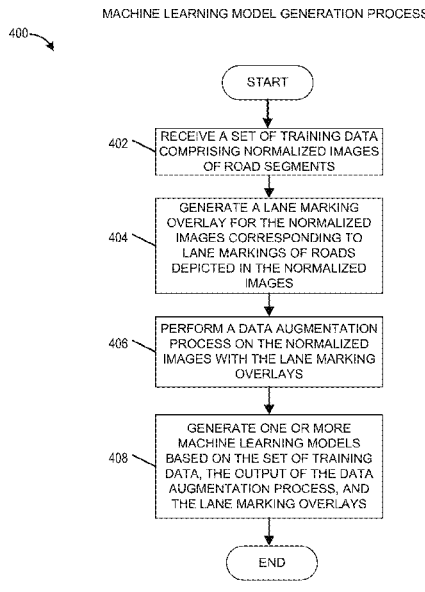 MACHINE LEARNING MODEL GENERATION PROCESS
400
START
402
RECEIVE A SET OF TRAINING DATA
COMPRISING NORMALIZED IMAGES
OF ROAD SEGMENTS
404
GENERATE A LANE MARKING
OVERLAY FOR THE NORMALIZED
IMAGES CORRESPONDING TO
LANE MARKINGS OF ROADS
DEPICTED IN THE NORMALIZED
IMAGES
406
PERFORM A DATA AUGMENTATION
PROCESS ON THE NORMALIZED
IMAGES WITH THE LANE MARKING
OVERLAYS
408
GENERATE ONE OR MORE
MACHINE LEARNING MODELS
BASED ON THE SET OF TRAINING
DATA, THE OUTPUT OF THE DATA
AUGMENTATION PROCESS, AND
THE LANE MARKING OVERLAYS
END